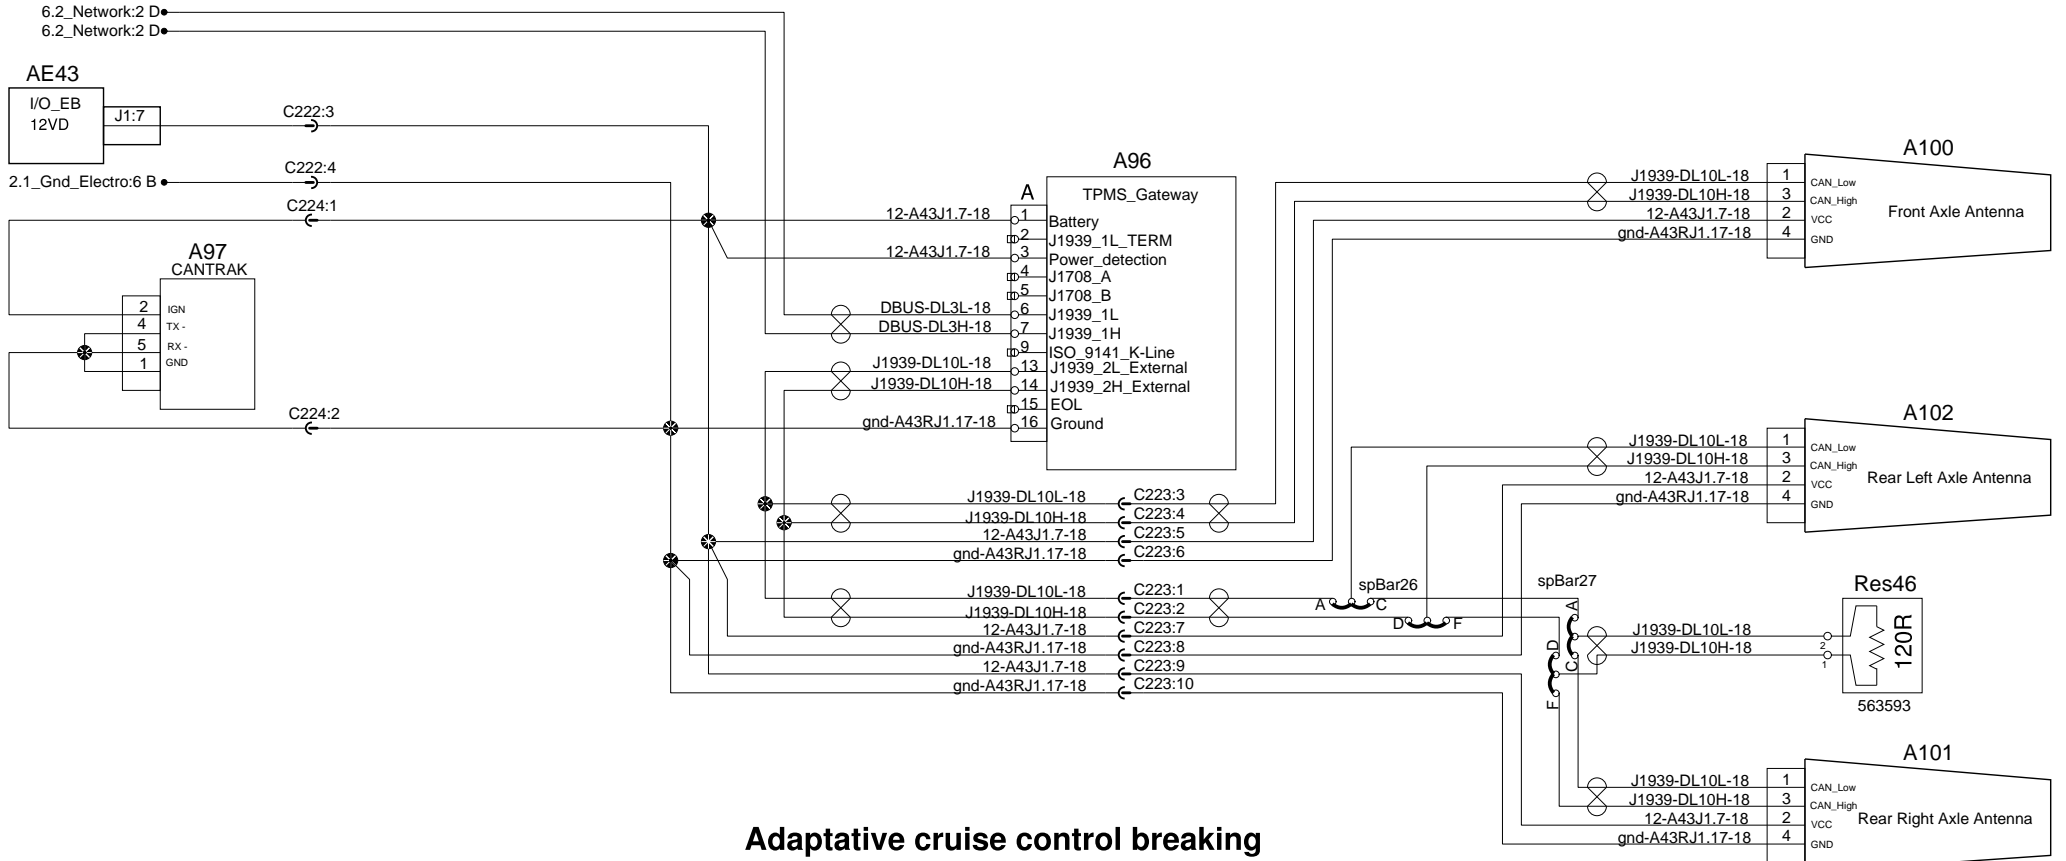 6.2_Network:2 D
6.2_Network:2 D
AE43
I/O_EB
12VD
J1:7
C222:3
C222:4
2.1_Gnd_Electro:6 B
C224:1
A97
CANTRAK
2 IGN
4 TX -
5 RX -
1 GND
C224:2
A96
A
TPMS_Gateway
12-A43J1.7-18 1 Battery
2 J1939_1L_TERM
12-A43J1.7-18 3 Power_detection
4 J1708_A
5 J1708_B
DBUS-DL3L-18 6 J1939_1L
DBUS-DL3H-18 7 J1939_1H
9 ISO_9141_K-Line
J1939-DL10L-18 13 J1939_2L_External
J1939-DL10H-18 14 J1939_2H_External
15 EOL
gnd-A43RJ1.17-18 16 Ground
J1939-DL10L-18 C223:3
J1939-DL10H-18 C223:4
12-A43J1.7-18 C223:5
gnd-A43RJ1.17-18 C223:6
J1939-DL10L-18 C223:1
J1939-DL10H-18 C223:2
12-A43J1.7-18 C223:7
gnd-A43RJ1.17-18 C223:8
12-A43J1.7-18 C223:9
gnd-A43RJ1.17-18 C223:10
spBar26
A C
D F
spBar27
A
C
D
F
A100
J1939-DL10L-18 1 CAN_Low
J1939-DL10H-18 3 CAN_High
12-A43J1.7-18 2 VCC
gnd-A43RJ1.17-18 4 GND
Front Axle Antenna
A102
J1939-DL10L-18 1 CAN_Low
J1939-DL10H-18 3 CAN_High
12-A43J1.7-18 2 VCC
gnd-A43RJ1.17-18 4 GND
Rear Left Axle Antenna
Res46
J1939-DL10L-18 2
J1939-DL10H-18 1
120R
563593
A101
J1939-DL10L-18 1 CAN_Low
J1939-DL10H-18 3 CAN_High
12-A43J1.7-18 2 VCC
gnd-A43RJ1.17-18 4 GND
Rear Right Axle Antenna
Adaptative cruise control breaking